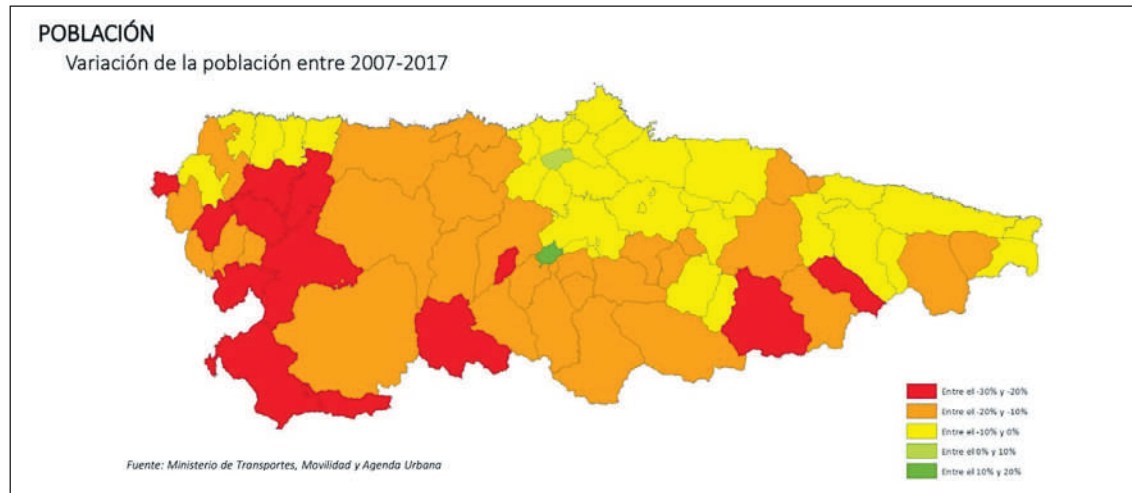 POBLACIÓN
Variación de la población entre 2007-2017
Entre el -30% y -20%
Entre el -20% y -10%
Entre el -10% y 0%
Entre el 0% y 10%
Entre el 10% y 20%
Fuente: Ministerio de Transportes, Movilidad y Agenda Urbana